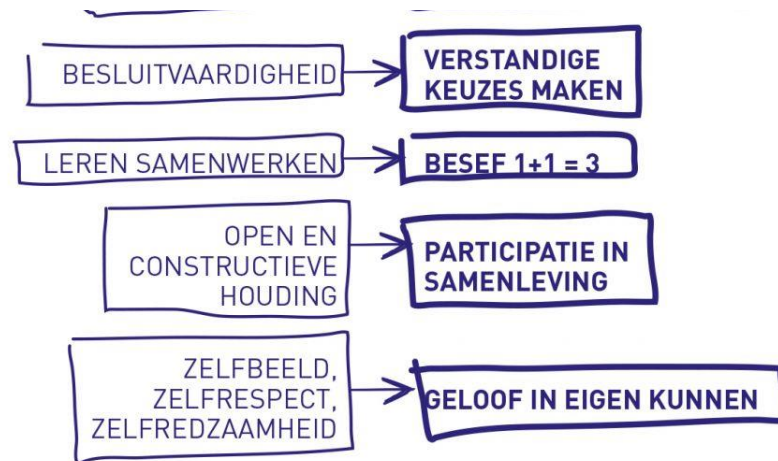 BESLUITVAARDIGHEID
VERSTANDIGE
KEUZES MAKEN
LEREN SAMENWERKEN
BESEF 1+1 = 3
OPEN EN
CONSTRUCTIEVE
HOUDING
PARTICIPATIE IN
SAMENLEVING
ZELFBEELD,
ZELFRESPECT,
ZELFREDZAAMHEID
GELOOF IN EIGEN KUNNEN